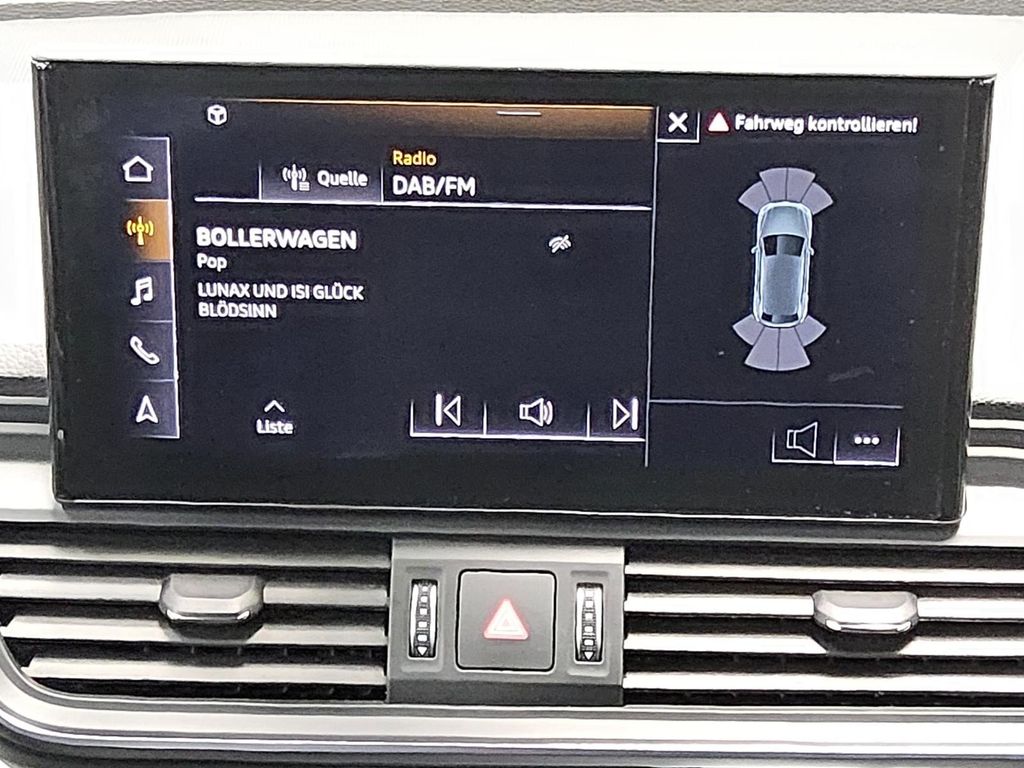 Quelle
Radio
DAB/FM
BOLLERWAGEN
Pop
LUNAX UND ISI GLÜCK
BLÖDSINN
Liste
Fahrweg kontrollieren!